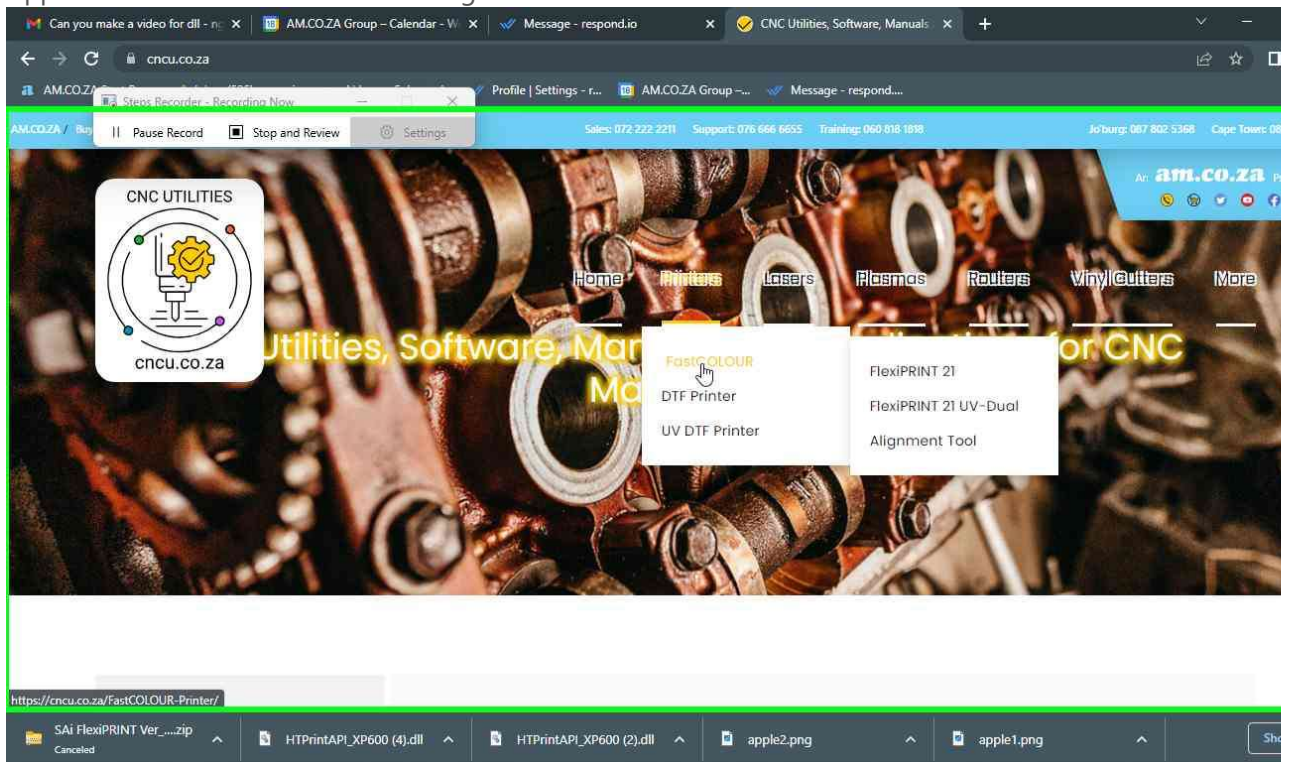 Can you make a video for dll - ng
AM.CO.ZA Group – Calendar - W
Message - respond.io
CNC Utilities, Software, Manuals
cncu.co.za
AM.CO.ZA
Profile | Settings - r...
AM.CO.ZA Group –...
Message - respond....
Steps Recorder - Recording Now
Pause Record
Stop and Review
Settings
AM.CO.ZA / Buy
Sales: 072 222 2211
Support: 076 666 6655
Training: 060 818 1818
Jo'burg: 087 802 5368
Cape Town: 08
An am.co.za P
CNC UTILITIES
cncu.co.za
Home
Printers
Lasers
Plasmas
Routers
Vinyl Cutters
More
Utilities, Software, Man
for CNC
Ma
FastCOLOUR
DTF Printer
UV DTF Printer
FlexiPRINT 21
FlexiPRINT 21 UV-Dual
Alignment Tool
https://cncu.co.za/FastCOLOUR-Printer/
SAi FlexiPRINT Ver_....zip
Canceled
HTPrintAPI_XP600 (4).dll
HTPrintAPI_XP600 (2).dll
apple2.png
apple1.png
Sho